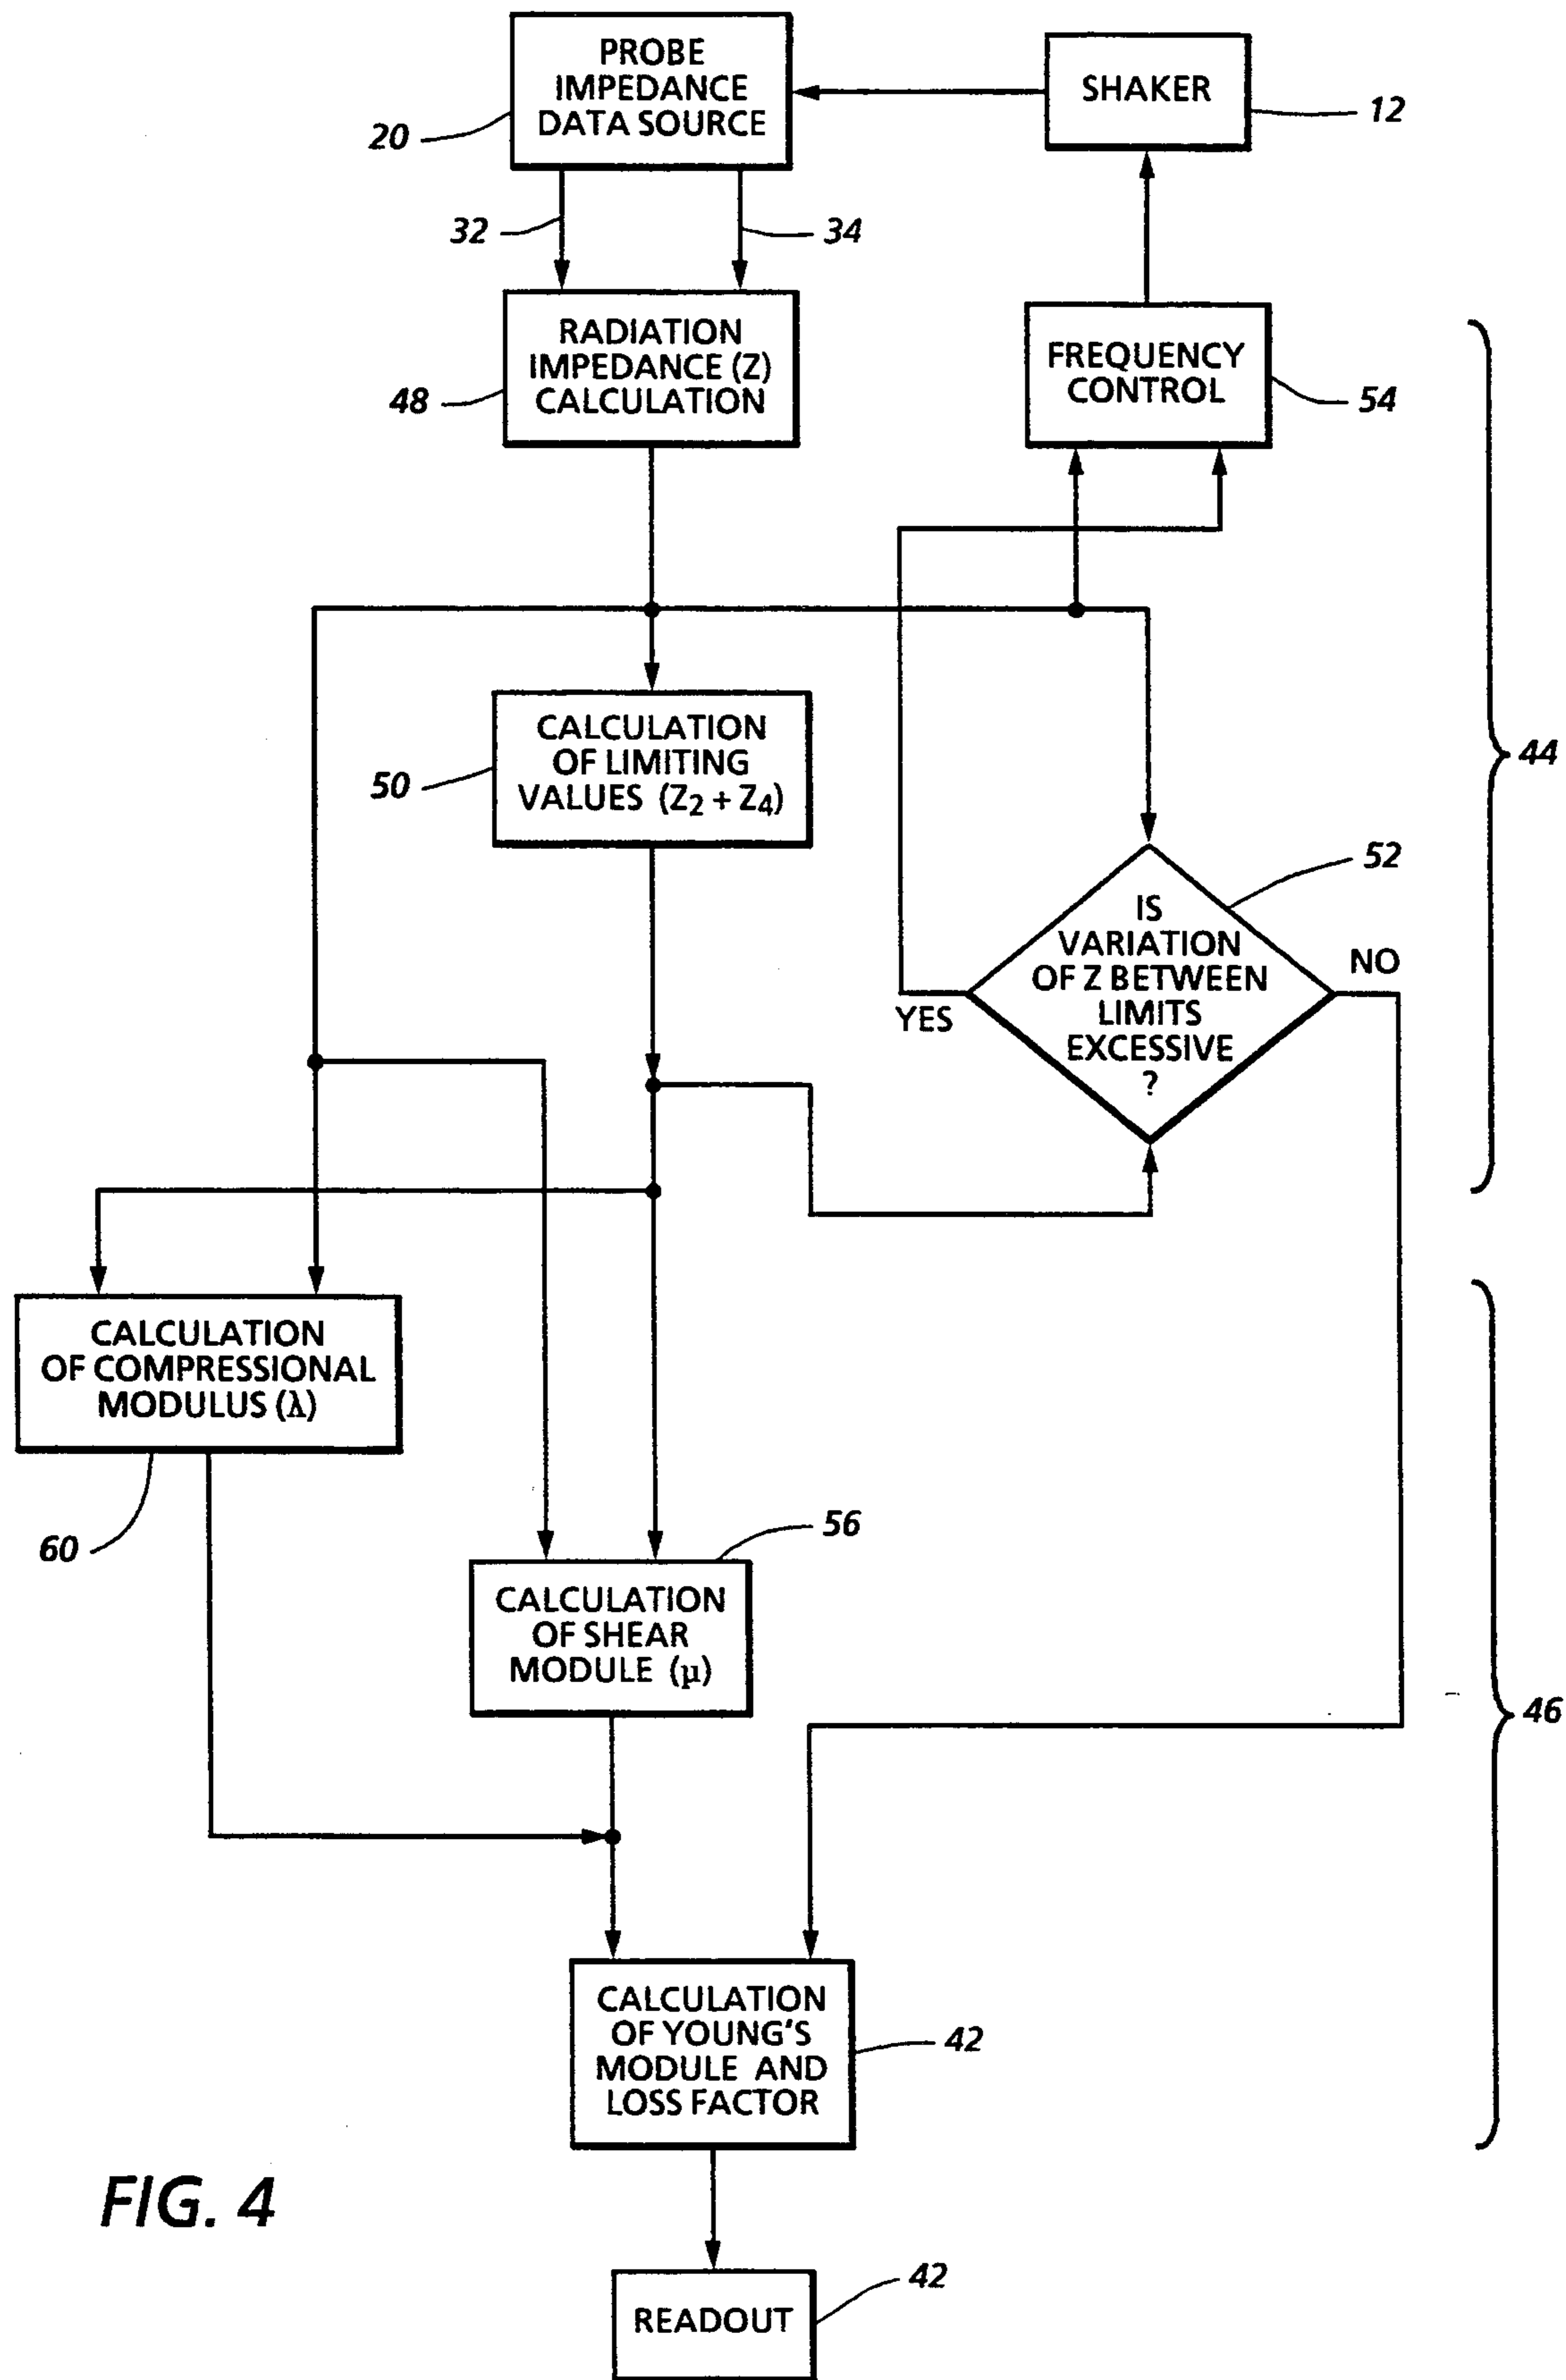 PROBE
IMPEDANCE
DATA SOURCE
20
SHAKER
12
32
34
RADIATION
IMPEDANCE (Z)
CALCULATION
48
FREQUENCY
CONTROL
54
44
CALCULATION
OF LIMITING
VALUES (Z₂ + Z₄)
50
52
IS
VARIATION
OF Z BETWEEN
LIMITS
EXCESSIVE
?
YES
NO
CALCULATION
OF COMPRESSIONAL
MODULUS (λ)
60
56
CALCULATION
OF SHEAR
MODULE (μ)
46
CALCULATION
OF YOUNG'S
MODULE AND
LOSS FACTOR
42
FIG. 4
42
READOUT